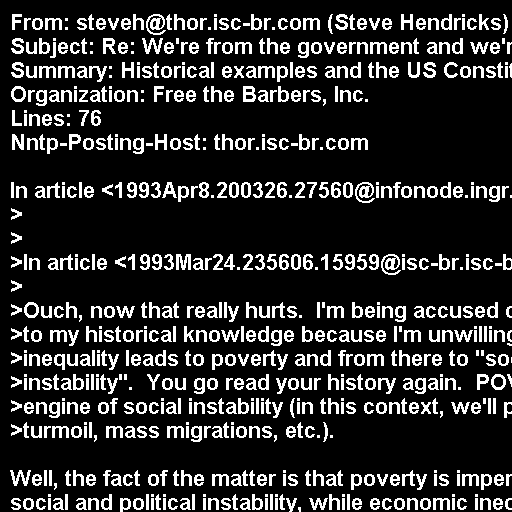 From: steveh@thor.isc-br.com (Steve Hendricks)
Subject: Re: We're from the government and we'r
Summary: Historical examples and the US Constit
Organization: Free the Barbers, Inc.
Lines: 76
Nntp-Posting-Host: thor.isc-br.com

In article <1993Apr8.200326.27560@infonode.ingr.
>
>
>In article <1993Mar24.235606.15959@isc-br.isc-b
>
>Ouch, now that really hurts.  I'm being accused o
>to my historical knowledge because I'm unwilling
>inequality leads to poverty and from there to "so
>instability".  You go read your history again.  POV
>engine of social instability (in this context, we'll p
>turmoil, mass migrations, etc.).

Well, the fact of the matter is that poverty is imper
social and political instability, while economic ineq